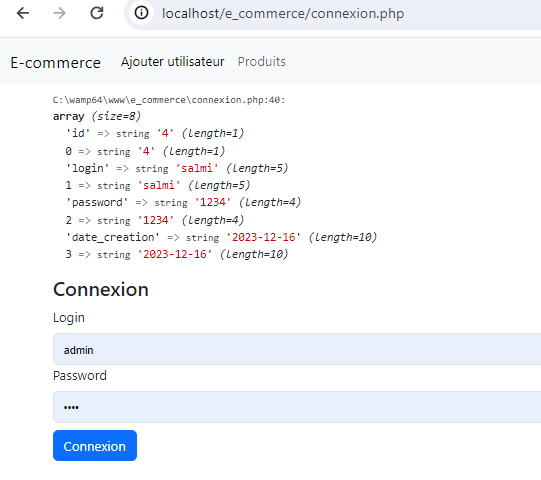 localhost/e_commerce/connexion.php
E-commerce Ajouter utilisateur Produits
C:\wamp64\www\e_commerce\connexion.php:40:
array (size=8)
'id' => string '4' (length=1)
0 => string '4' (length=1)
'login' => string 'salmi' (length=5)
1 => string 'salmi' (length=5)
'password' => string '1234' (length=4)
2 => string '1234' (length=4)
'date_creation' => string '2023-12-16' (length=10)
3 => string '2023-12-16' (length=10)
Connexion
Login
admin
Password
••••
Connexion